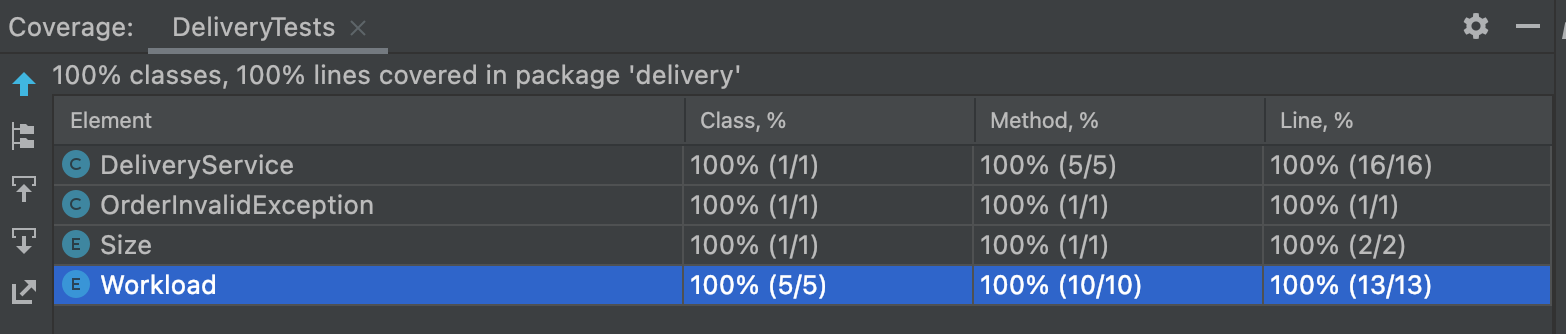 Coverage: DeliveryTests
100% classes, 100% lines covered in package 'delivery'
Element Class, % Method, % Line, %
C DeliveryService 100% (1/1) 100% (5/5) 100% (16/16)
C OrderInvalidException 100% (1/1) 100% (1/1) 100% (1/1)
E Size 100% (1/1) 100% (1/1) 100% (2/2)
E Workload 100% (5/5) 100% (10/10) 100% (13/13)